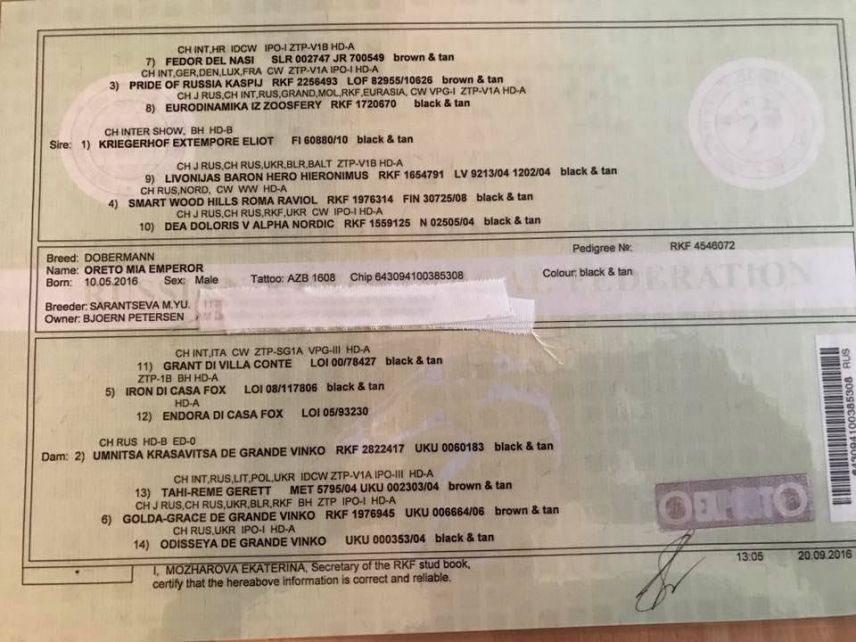 CH INT,HR IDCW IPO-I ZTP-V1B HD-A
7) FEDOR DEL NASI SLR 002747 JR 700549 brown & tan
CH INT,GER,DEN,LUX,FRA CW ZTP-V1A IPO-I HD-A
3) PRIDE OF RUSSIA KASPIJ RKF 2256493 LOF 82955/10626 brown & tan
CH J RUS,CH INT,RUS,GRAND,MOL,RKF,EURASIA, CW VPG-I ZTP-V1A HD-A
8) EURODINAMIKA IZ ZOOSFERY RKF 1720670 black & tan
CH INTER SHOW, BH HD-B
Sire: 1) KRIEGERHOF EXTEMPORE ELIOT FI 60880/10 black & tan
CH J RUS,CH RUS,UKR,BLR,BALT ZTP-V1B HD-A
9) LIVONIJAS BARON HERO HIERONIMUS RKF 1654791 LV 9213/04 1202/04 black & tan
CH RUS,NORD, CW WW HD-A
4) SMART WOOD HILLS ROMA RAVIOL RKF 1976314 FIN 30725/08 black & tan
CH J RUS,CH RUS,RKF,UKR CW IPO-I HD-A
10) DEA DOLORIS V ALPHA NORDIC RKF 1559125 N 02505/04 black & tan
Breed: DOBERMANN Pedigree №: RKF 4546072
Name: ORETO MIA EMPEROR
Born: 10.05.2016 Sex: Male Tattoo: AZB 1608 Chip 643094100385308 Colour: black & tan
FEDERATION
Breeder: SARANTSEVA M.YU.
Owner: BJOERN PETERSEN
CH INT,ITA CW ZTP-SG1A VPG-III HD-A
11) GRANT DI VILLA CONTE LOI 00/78427 black & tan
ZTP-1B BH HD-A
5) IRON DI CASA FOX LOI 08/117806 black & tan
HD-A
12) ENDORA DI CASA FOX LOI 05/93230
CH RUS HD-B ED-0
Dam: 2) UMNITSA KRASAVITSA DE GRANDE VINKO RKF 2822417 UKU 0060183 black & tan
CH INT,RUS,LIT,POL,UKR IDCW ZTP-V1A IPO-III HD-A
13) TAHI-REME GERETT MET 5795/04 UKU 002303/04 brown & tan
CH J RUS,CH RUS,UKR,BLR,RKF BH ZTP IPO-I HD-A
6) GOLDA-GRACE DE GRANDE VINKO RKF 1976945 UKU 006664/06 brown & tan
CH RUS,UKR IPO-I HD-A
14) ODISSEYA DE GRANDE VINKO UKU 000353/04 black & tan
I, MOZHAROVA EKATERINA, Secretary of the RKF stud book,
certify that the hereabove information is correct and reliable.
13:05 20.09.2016
RUS